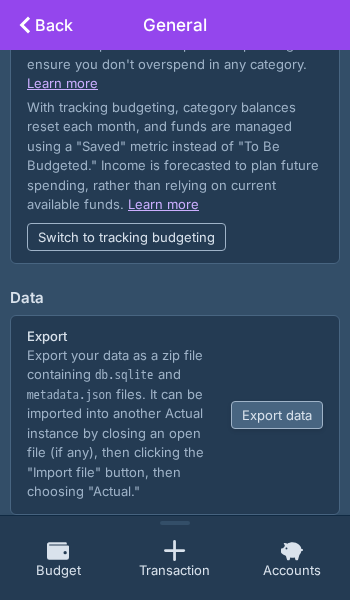 Back
General
ensure you don't overspend in any category.
Learn more
With tracking budgeting, category balances
reset each month, and funds are managed
using a "Saved" metric instead of "To Be
Budgeted." Income is forecasted to plan future
spending, rather than relying on current
available funds. Learn more
Switch to tracking budgeting
Data
Export
Export your data as a zip file
containing db.sqlite and
metadata.json files. It can be
imported into another Actual
instance by closing an open
file (if any), then clicking the
"Import file" button, then
choosing "Actual."
Export data
Budget
Transaction
Accounts